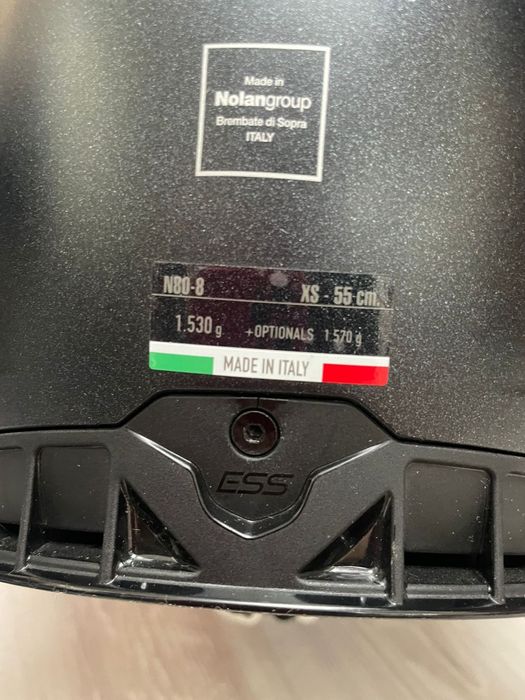 Made in
Nolangroup
Brembate di Sopra
ITALY
N80-8 XS - 55 cm.
1.530 g +OPTIONALS 1.570 g
MADE IN ITALY
ESS